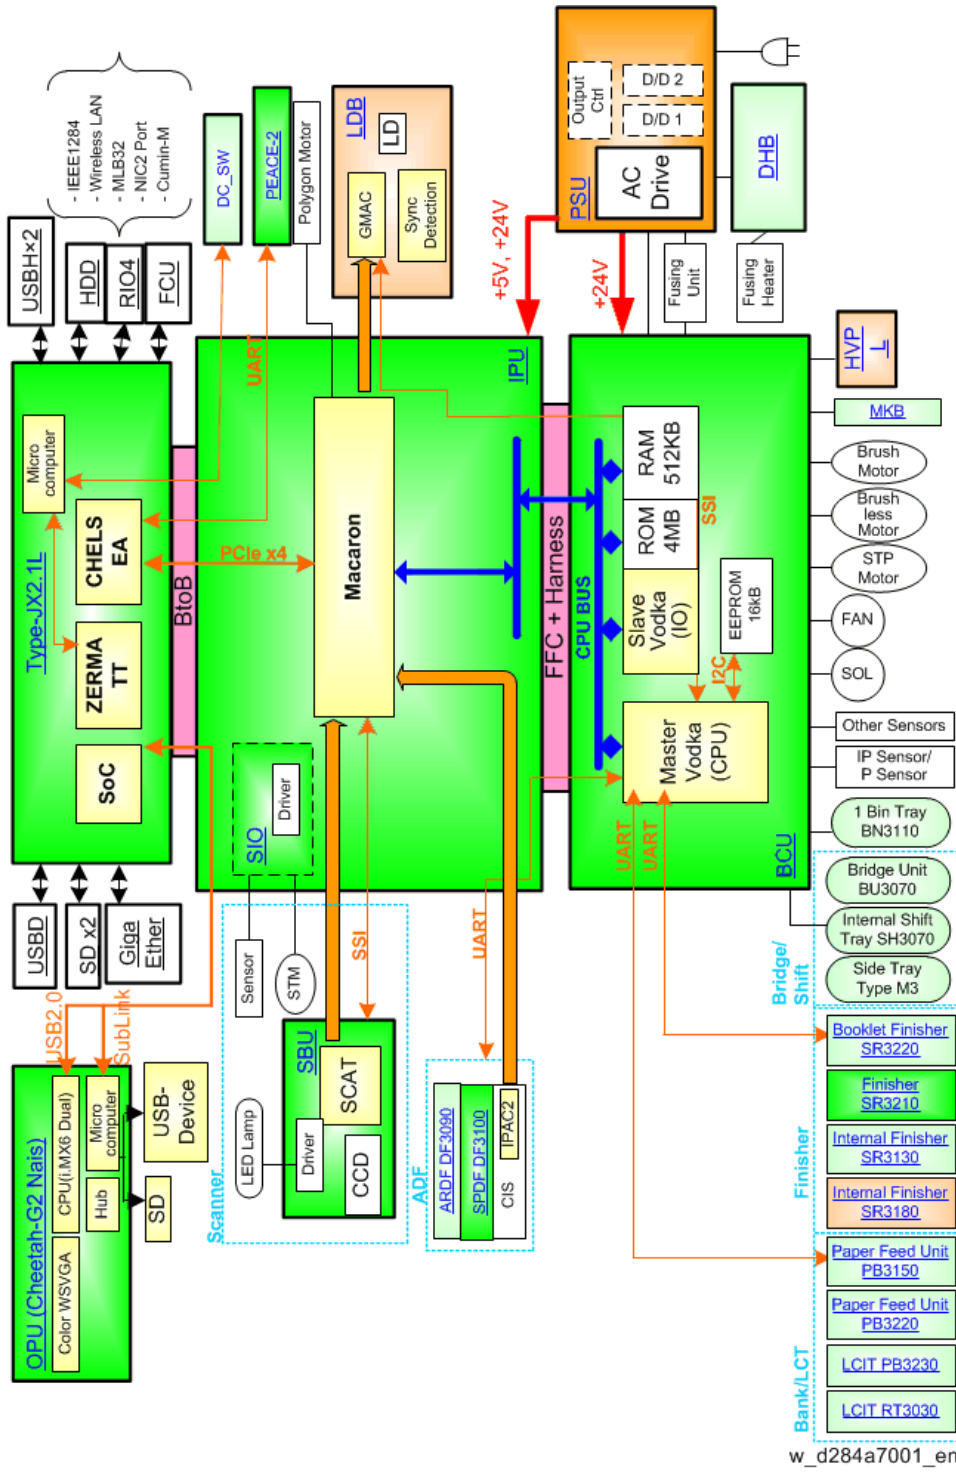 - IEEE1284
- Wireless LAN
- MLB32
- NIC2 Port
- Cumin-M
USBH×2
HDD
RIO4
FCU
DC_SW
PEACE-2
Polygon Motor
LDB
LD
GMAC
Sync
Detection
PSU
Output
Ctrl
D/D 2
D/D 1
AC
Drive
DHB
+5V, +24V
+24V
Fusing
Unit
Fusing
Heater
Type-JX2.1L
Micro
computer
CHELS
EA
ZERMA
TT
SoC
BtoB
UART
PCIe x4
IPU
Macaron
SIO
Driver
FFC + Harness
BCU
CPU BUS
RAM
512KB
ROM
4MB
SSI
Slave
Vodka
(IO)
EEPROM
16kB
I2C
Master
Vodka
(CPU)
UART
UART
HVP
L
MKB
Brush
Motor
Brush
less
Motor
STP
Motor
FAN
SOL
Other Sensors
IP Sensor/
P Sensor
1 Bin Tray
BN3110
Bridge/
Shift
Bridge Unit
BU3070
Internal Shift
Tray SH3070
Side Tray
Type M3
Finisher
Booklet Finisher
SR3220
Finisher
SR3210
Internal Finisher
SR3130
Internal Finisher
SR3180
Bank/LCT
Paper Feed Unit
PB3150
Paper Feed Unit
PB3220
LCIT PB3230
LCIT RT3030
USBD
SD x2
Giga
Ether
USB2.0
SubLink
OPU (Cheetah-G2 Nais)
CPU(i.MX6 Dual)
Color WSVGA
Micro
computer
Hub
USB-
Device
SD
Scanner
Sensor
STM
SSI
LED Lamp
SBU
SCAT
Driver
CCD
UART
ADF
ARDF DF3090
SPDF DF3100
CIS
IPAC2
w_d284a7001_en